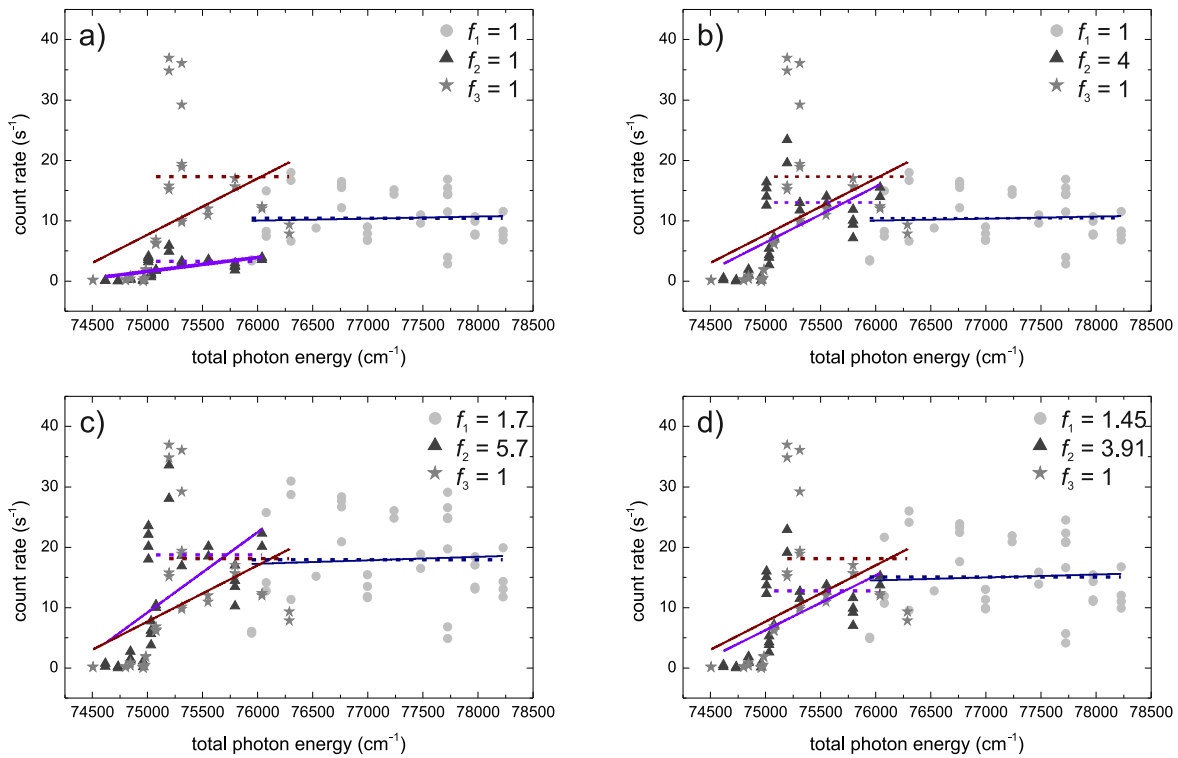 a)
f1 = 1
f2 = 1
f3 = 1
count rate (s-1)
40
30
20
10
0
74500 75000 75500 76000 76500 77000 77500 78000 78500
total photon energy (cm-1)
b)
f1 = 1
f2 = 4
f3 = 1
count rate (s-1)
40
30
20
10
0
74500 75000 75500 76000 76500 77000 77500 78000 78500
total photon energy (cm-1)
c)
f1 = 1.7
f2 = 5.7
f3 = 1
count rate (s-1)
40
30
20
10
0
74500 75000 75500 76000 76500 77000 77500 78000 78500
total photon energy (cm-1)
d)
f1 = 1.45
f2 = 3.91
f3 = 1
count rate (s-1)
40
30
20
10
0
74500 75000 75500 76000 76500 77000 77500 78000 78500
total photon energy (cm-1)